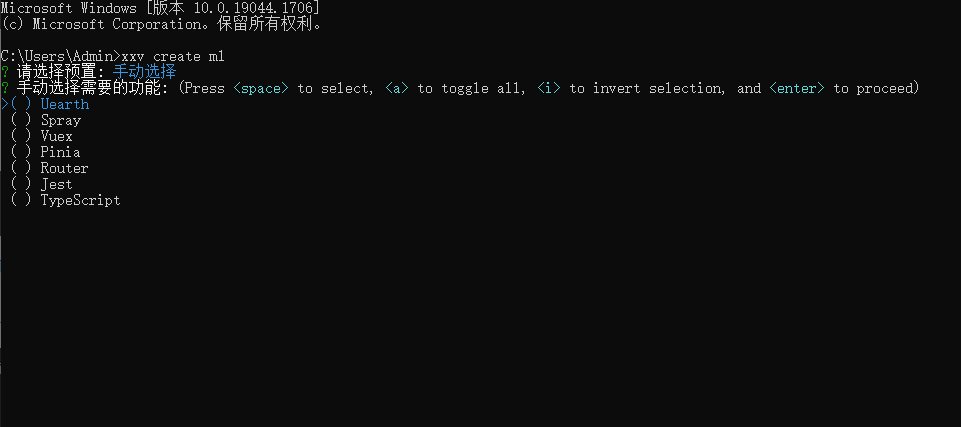 Microsoft Windows [版本 10.0.19044.1706]
(c) Microsoft Corporation。保留所有权利。
C:\Users\Admin>xxv create ml
? 请选择预置: 手动选择
? 手动选择需要的功能: (Press <space> to select, <a> to toggle all, <i> to invert selection, and <enter> to proceed)
>( ) Uearth
( ) Spray
( ) Vuex
( ) Pinia
( ) Router
( ) Jest
( ) TypeScript